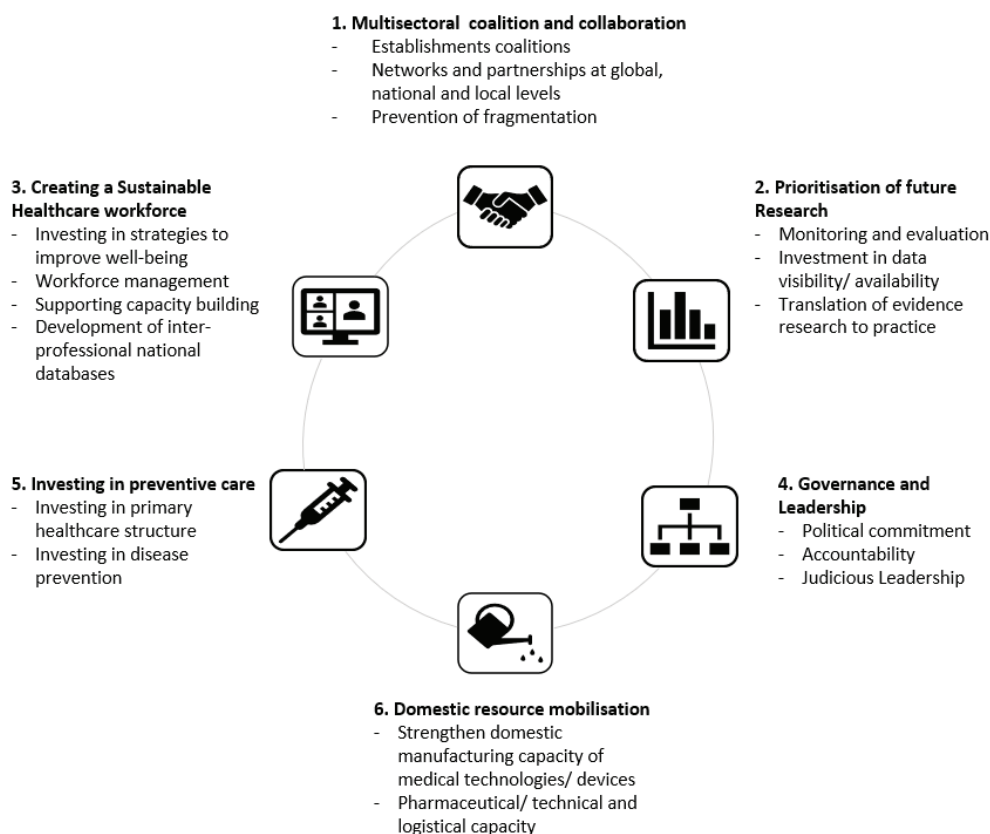 1. Multisectoral  coalition and collaboration
- Establishments coalitions
- Networks and partnerships at global,
national and local levels
- Prevention of fragmentation
2. Prioritisation of future
Research
- Monitoring and evaluation
- Investment in data
visibility/ availability
- Translation of evidence
research to practice
3. Creating a Sustainable
Healthcare workforce
- Investing in strategies to
improve well-being
- Workforce management
- Supporting capacity building
- Development of inter-
professional national
databases
4. Governance and
Leadership
- Political commitment
- Accountability
- Judicious Leadership
5. Investing in preventive care
- Investing in primary
healthcare structure
- Investing in disease
prevention
6. Domestic resource mobilisation
- Strengthen domestic
manufacturing capacity of
medical technologies/ devices
- Pharmaceutical/ technical and
logistical capacity